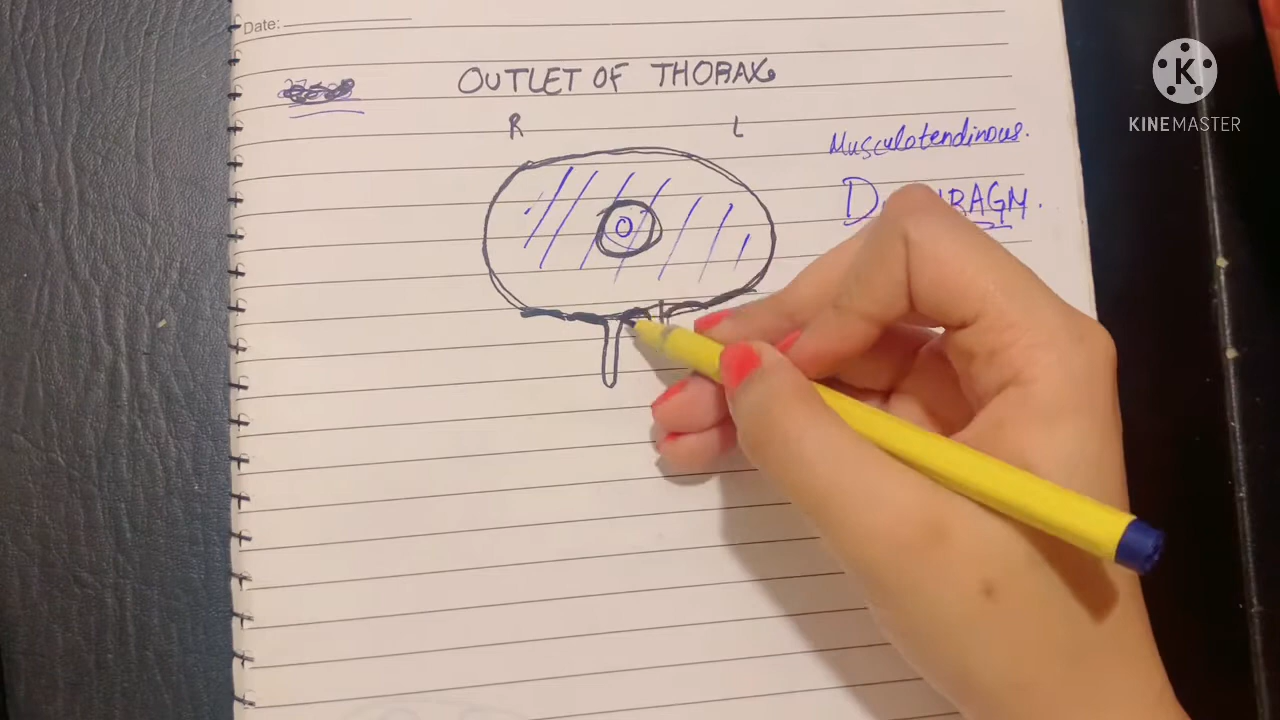 Date:
OUTLET OF THORAX
R L
Musculotendinous.
K
KINEMASTER